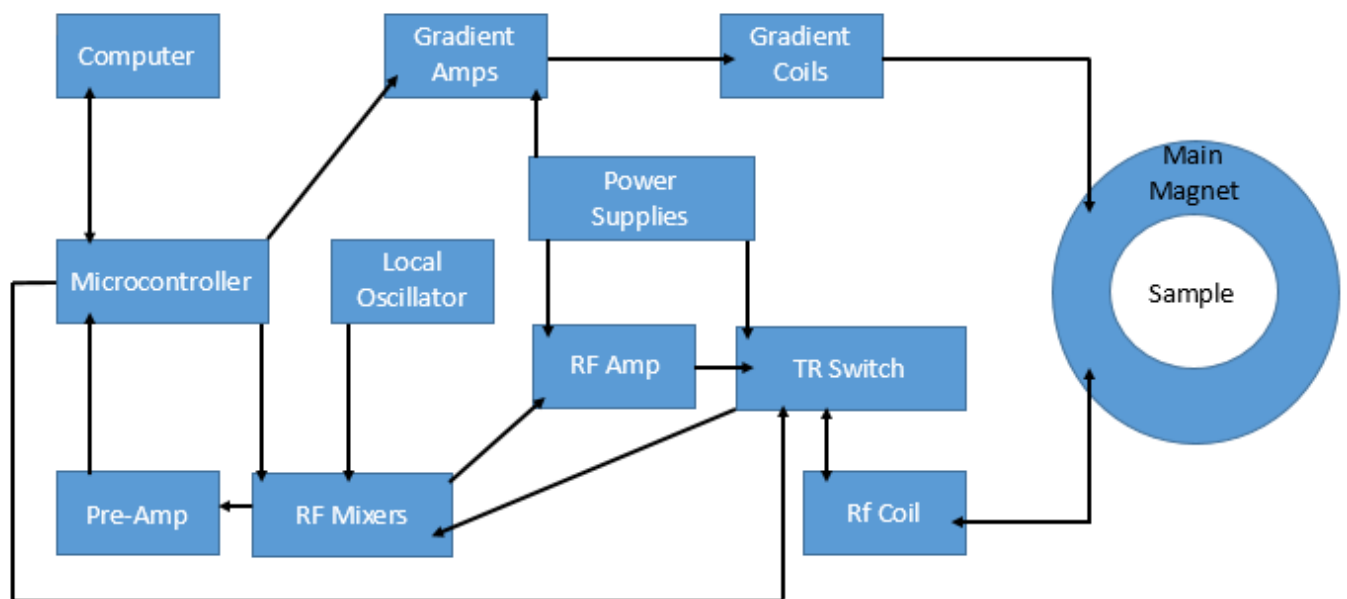 Computer
Gradient
Amps
Gradient
Coils
Main
Magnet
Power
Supplies
Microcontroller
Local
Oscillator
Sample
RF Amp
TR Switch
Pre-Amp
RF Mixers
Rf Coil